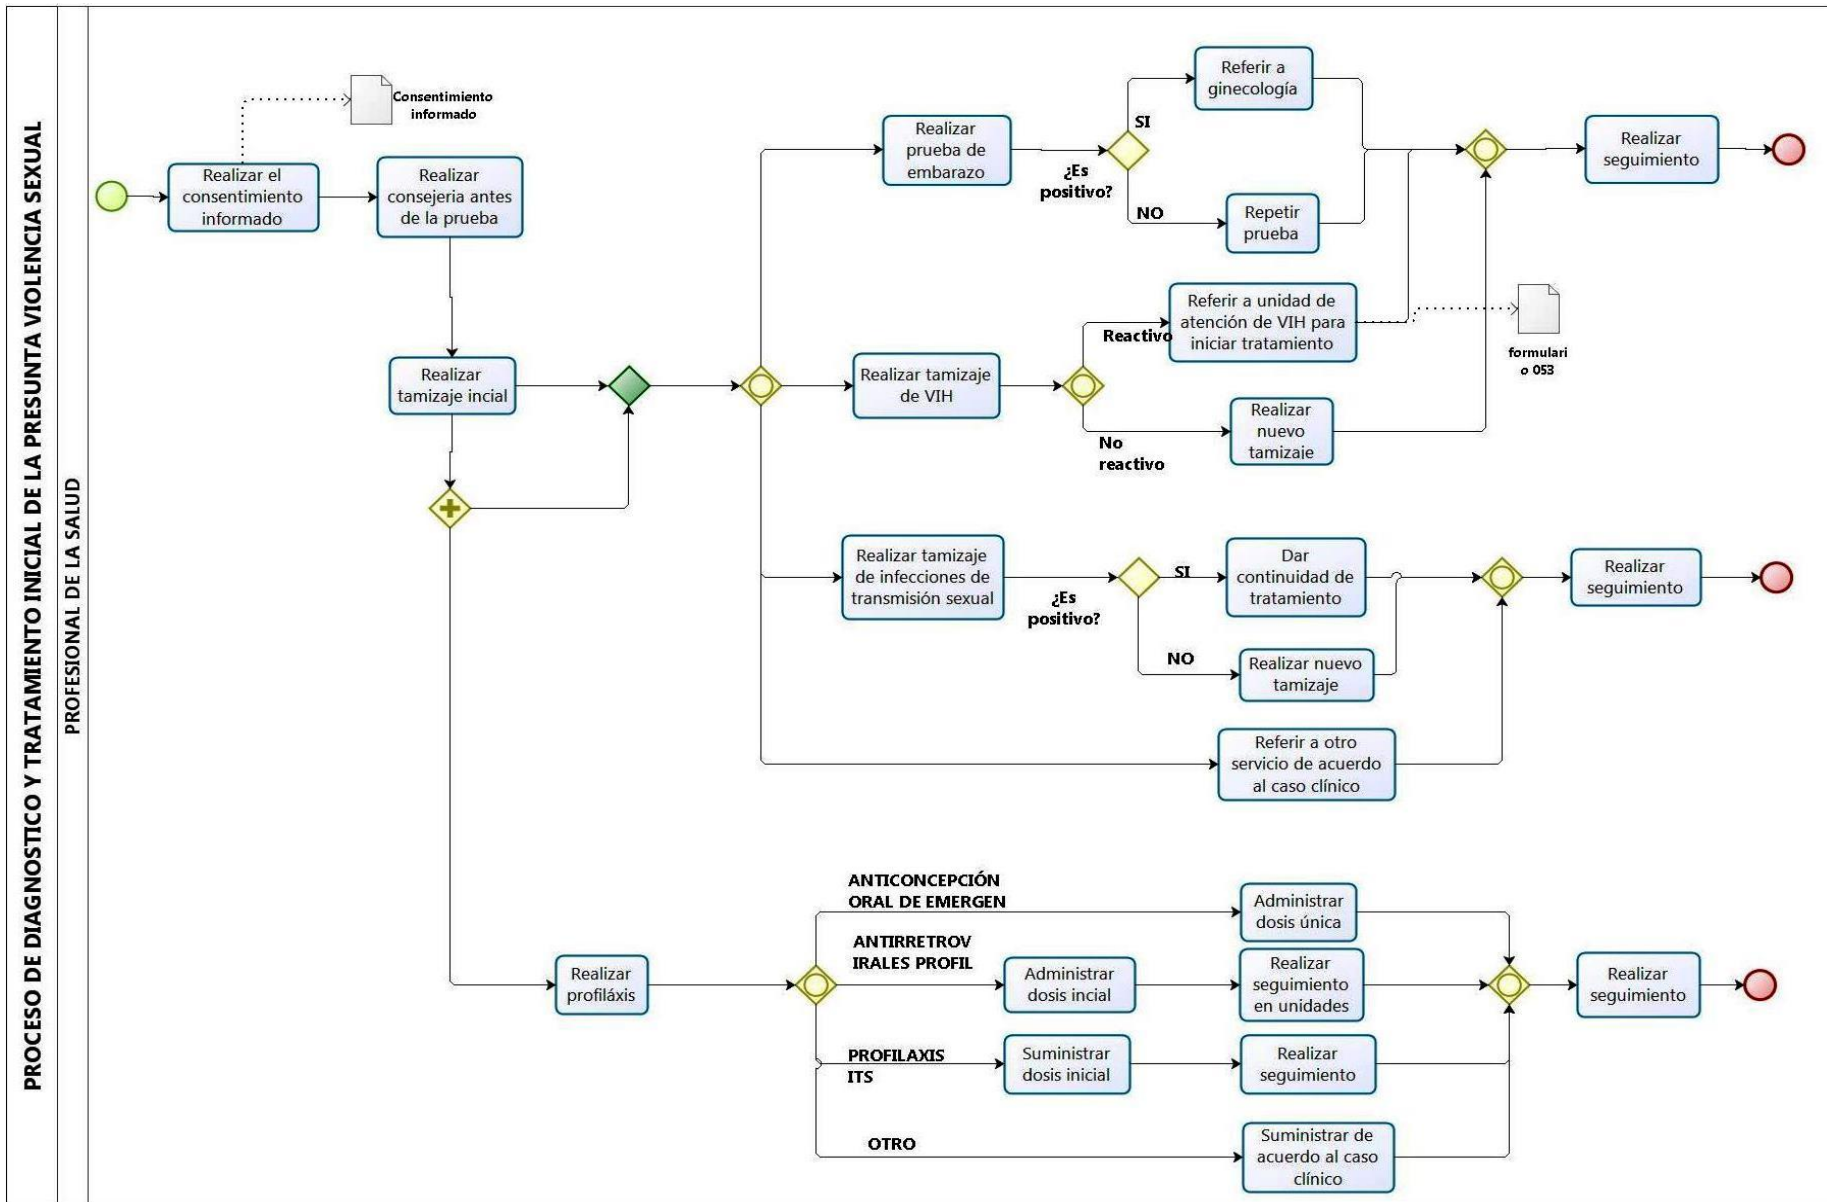 PROCESO DE DIAGNOSTICO Y TRATAMIENTO INICIAL DE LA PRESUNTA VIOLENCIA SEXUAL
PROFESIONAL DE LA SALUD
Consentimiento
informado
Realizar el
consentimiento
informado
Realizar
consejeria antes
de la prueba
Realizar
tamizaje incial
Realizar
prueba de
embarazo
¿Es
positivo?
SI
Referir a
ginecología
NO
Repetir
prueba
Realizar
seguimiento
Realizar tamizaje
de VIH
Reactivo
Referir a unidad de
atención de VIH para
iniciar tratamiento
formulari
o 053
No
reactivo
Realizar
nuevo
tamizaje
Realizar tamizaje
de infecciones de
transmisión sexual
¿Es
positivo?
SI
Dar
continuidad de
tratamiento
NO
Realizar nuevo
tamizaje
Realizar
seguimiento
Referir a otro
servicio de acuerdo
al caso clínico
Realizar
profiláxis
ANTICONCEPCIÓN
ORAL DE EMERGEN
Administrar
dosis única
ANTIRRETROV
IRALES PROFIL
Administrar
dosis incial
Realizar
seguimiento
en unidades
Realizar
seguimiento
PROFILAXIS
ITS
Suministrar
dosis inicial
Realizar
seguimiento
OTRO
Suministrar de
acuerdo al caso
clínico